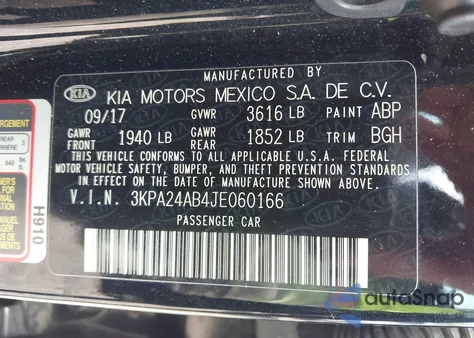 MANUFACTURED BY
KIA KIA MOTORS MEXICO S.A. DE C.V.
09/17 GVWR 3616 LB PAINT ABP
GAWR FRONT 1940 LB GAWR REAR 1852 LB TRIM BGH
THIS VEHICLE CONFORMS TO ALL APPLICABLE U.S.A. FEDERAL
MOTOR VEHICLE SAFETY, BUMPER, AND THEFT PREVENTION STANDARDS
IN EFFECT ON THE DATE OF MANUFACTURE SHOWN ABOVE.
V.I.N. 3KPA24AB4JE060166
PASSENGER CAR
H910
autoSnap